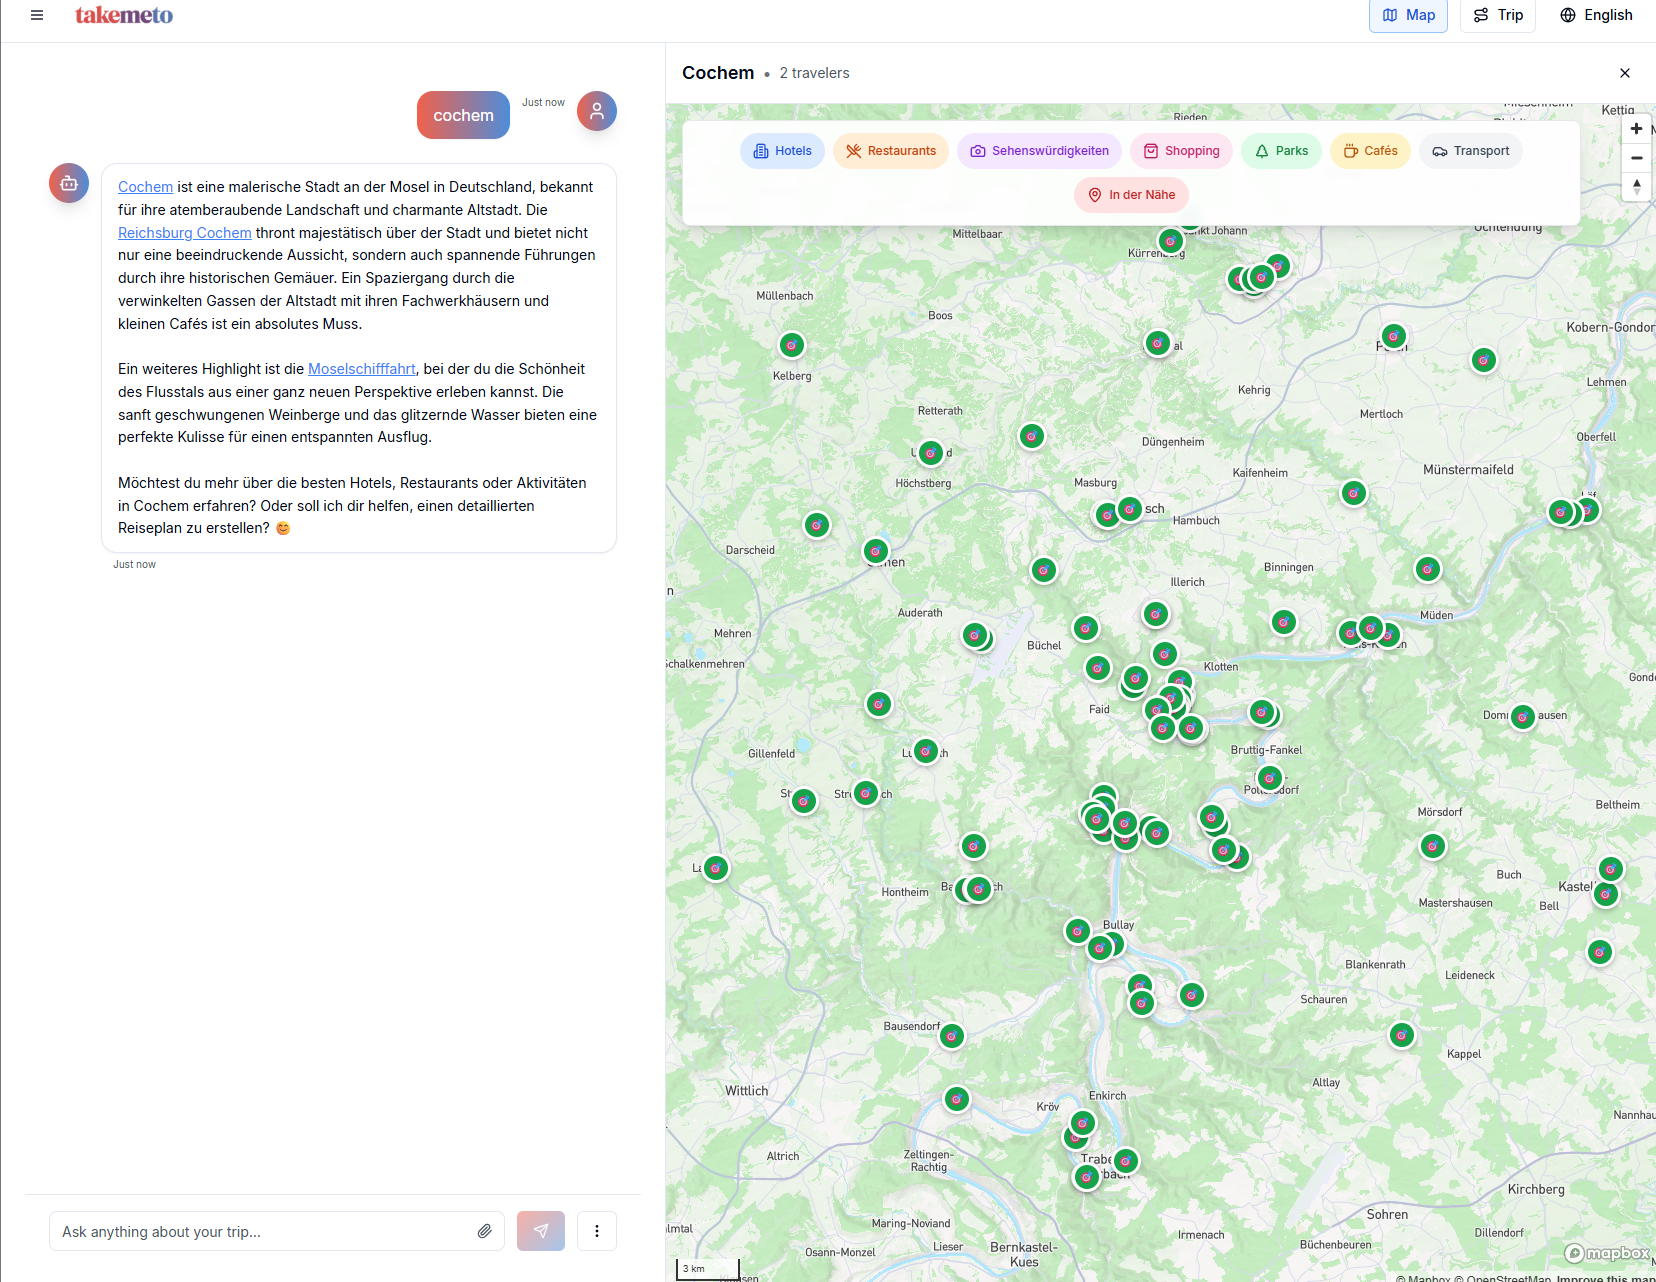 takemeto
Map
Trip
English
cochem
Just now
Cochem ist eine malerische Stadt an der Mosel in Deutschland, bekannt
für ihre atemberaubende Landschaft und charmante Altstadt. Die
Reichsburg Cochem thront majestätisch über der Stadt und bietet nicht
nur eine beeindruckende Aussicht, sondern auch spannende Führungen
durch ihre historischen Gemäuer. Ein Spaziergang durch die
verwinkelten Gassen der Altstadt mit ihren Fachwerkhäusern und
kleinen Cafés ist ein absolutes Muss.
Ein weiteres Highlight ist die Moselschifffahrt, bei der du die Schönheit
des Flusstals aus einer ganz neuen Perspektive erleben kannst. Die
sanft geschwungenen Weinberge und das glitzernde Wasser bieten eine
perfekte Kulisse für einen entspannten Ausflug.
Möchtest du mehr über die besten Hotels, Restaurants oder Aktivitäten
in Cochem erfahren? Oder soll ich dir helfen, einen detaillierten
Reiseplan zu erstellen? 😊
Just now
Ask anything about your trip...
Cochem • 2 travelers
Hotels
Restaurants
Sehenswürdigkeiten
Shopping
Parks
Cafés
Transport
In der Nähe
Rieden
Kettig
Mittelbaar
Kürrenberg
Müllenbach
Boos
Kobern-Gondor
Kelberg
Lehmen
Kehrig
Retterath
Mertloch
Oberfell
Düngenheim
Münstermaifeld
Kaifenheim
Höchstberg
Masburg
Hambuch
Darscheid
Binningen
Illerich
Auderath
Müden
Mehren
Büchel
Schalkenmehren
Klotten
Faid
Gillenfeld
Bruttig-Fankel
Beltheim
Mörsdorf
Hontheim
Buch
Mastershausen
Bell
Bullay
Blankenrath
Leideneck
Schauren
Bausendorf
Kappel
Altlay
Wittlich
Enkirch
Kröv
Altrich
Zeltingen-
Rachtig
Kirchberg
Sohren
Maring-Noviand
Irmenach
Dillendorf
Büchenbeuren
Osann-Monzel
Lieser
Bernkastel-
Kues
3 km
mapbox
© Mapbox © OpenStreetMap Improve this map